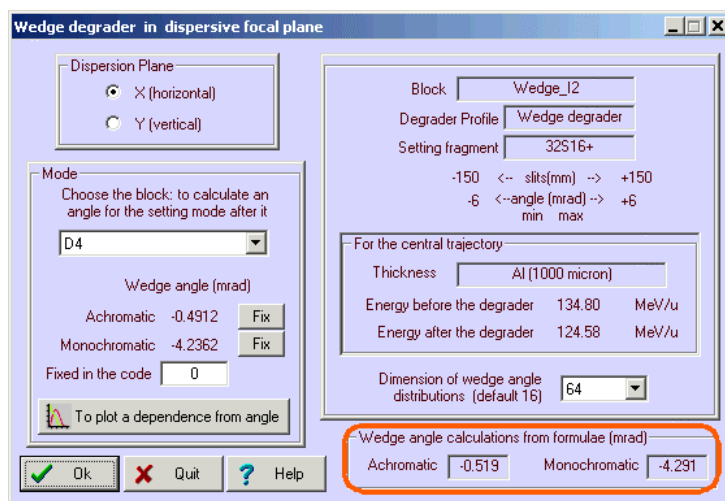 Wedge degrader in dispersive focal plane
Dispersion Plane
X (horizontal)
Y (vertical)
Mode
Choose the block: to calculate an
angle for the setting mode after it
D4
Wedge angle (mrad)
Achromatic -0.4912 Fix
Monochromatic -4.2362 Fix
Fixed in the code 0
To plot a dependence from angle
Ok
Quit
? Help
Block Wedge_I2
Degrader Profile Wedge degrader
Setting fragment 32S16+
-150 <-- slits(mm) --> +150
-6 <--angle (mrad) --> +6
min max
For the central trajectory
Thickness Al (1000 micron)
Energy before the degrader 134.80 MeV/u
Energy after the degrader 124.58 MeV/u
Dimension of wedge angle
distributions (default 16) 64
Wedge angle calculations from formulae (mrad)
Achromatic -0.519 Monochromatic -4.291